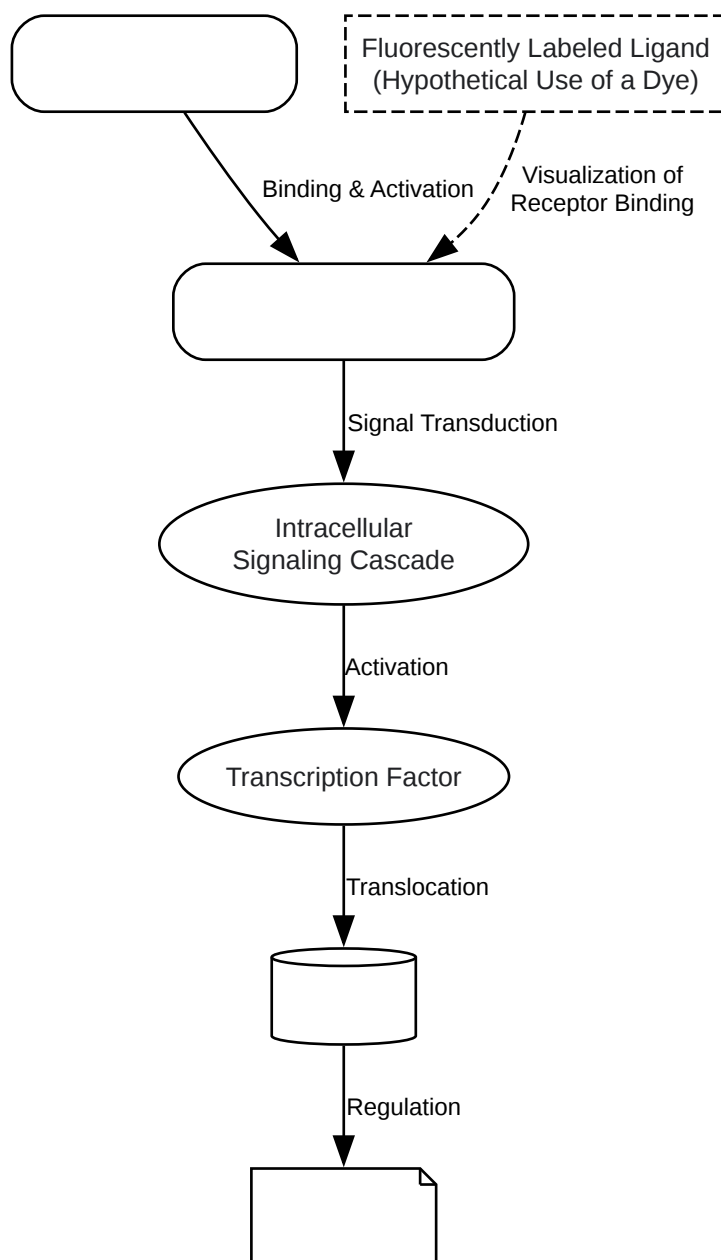 Fluorescently Labeled Ligand
(Hypothetical Use of a Dye)
Binding & Activation
Visualization of
Receptor Binding
Signal Transduction
Intracellular
Signaling Cascade
Activation
Transcription Factor
Translocation
Regulation